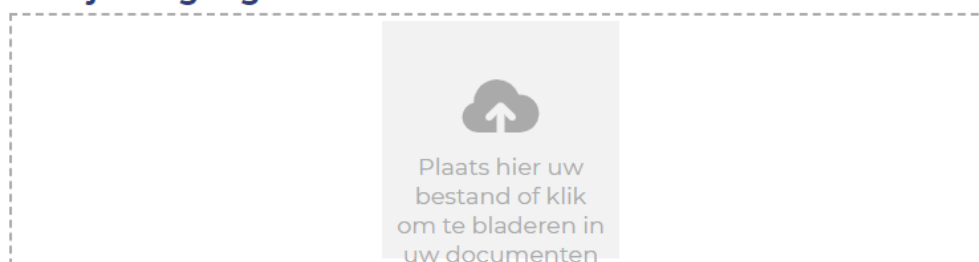 Plaats hier uw
bestand of klik
om te bladeren in
uw documenten